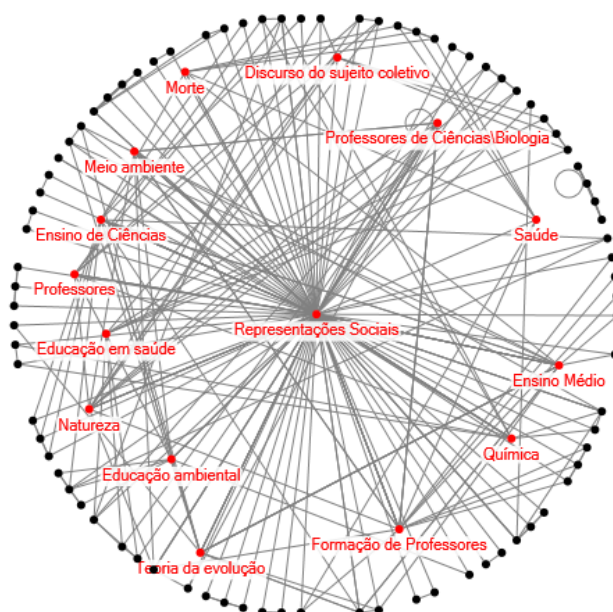 Discurso do sujeito coletivo
Morte
Professores de Ciências\Biologia
Meio ambiente
Ensino de Ciências
Saúde
Professores
Representações Sociais
Educação em saúde
Ensino Médio
Natureza
Química
Educação ambiental
Formação de Professores
Teoria da evolução